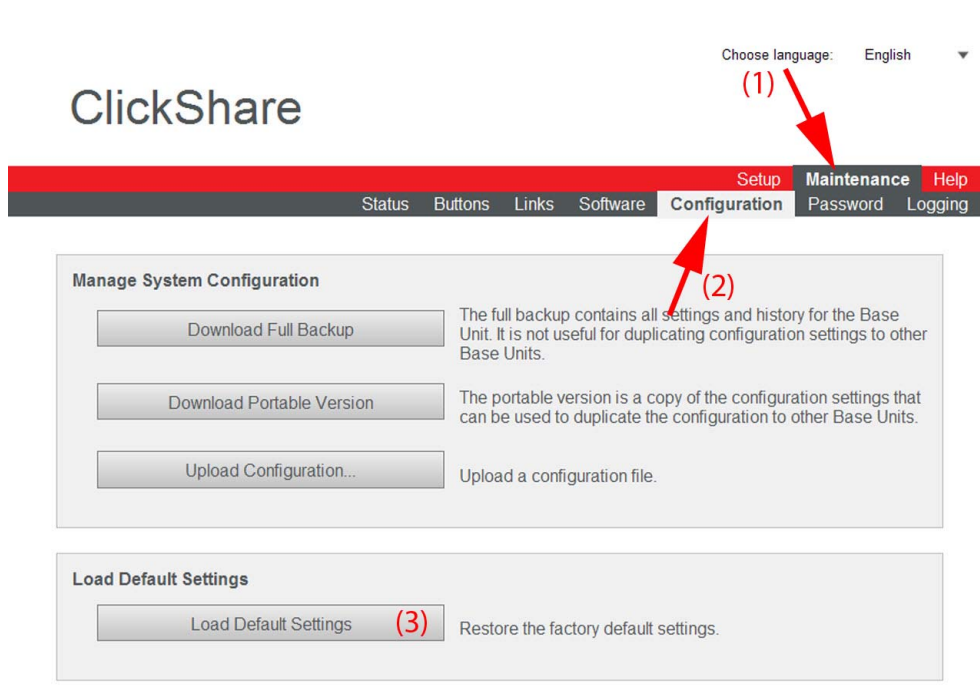 Choose language: English
(1)
ClickShare
Setup Maintenance Help
Status Buttons Links Software Configuration Password Logging
(2)
Manage System Configuration
Download Full Backup
The full backup contains all settings and history for the Base
Unit. It is not useful for duplicating configuration settings to other
Base Units.
Download Portable Version
The portable version is a copy of the configuration settings that
can be used to duplicate the configuration to other Base Units.
Upload Configuration...
Upload a configuration file.
Load Default Settings
Load Default Settings (3)
Restore the factory default settings.